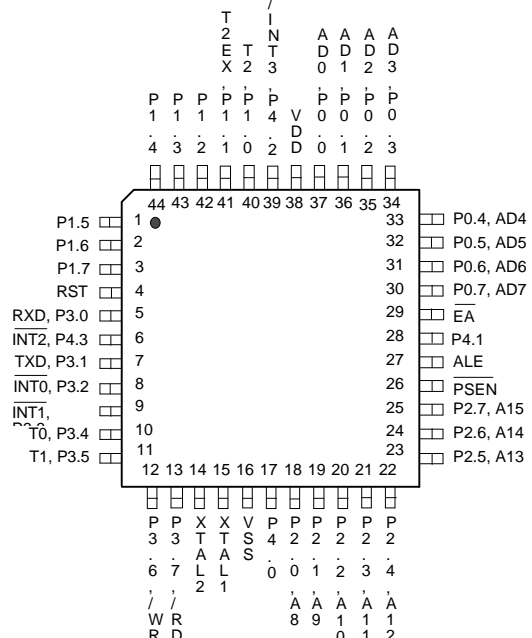 P1.4
P1.3
P1.2
T2EX, P1.1
T2, P1.0
/INT3, P4.2
VDD
AD0, P0.0
AD1, P0.1
AD2, P0.2
AD3, P0.3
44 43 42 41 40 39 38 37 36 35 34
P1.5 1
P1.6 2
P1.7 3
RST 4
RXD, P3.0 5
INT2, P4.3 6
TXD, P3.1 7
INT0, P3.2 8
INT1, 9
T0, P3.4 10
T1, P3.5 11
33 P0.4, AD4
32 P0.5, AD5
31 P0.6, AD6
30 P0.7, AD7
29 EA
28 P4.1
27 ALE
26 PSEN
25 P2.7, A15
24 P2.6, A14
23 P2.5, A13
12 13 14 15 16 17 18 19 20 21 22
P3.6, /WR
P3.7, /RD
XTAL2
XTAL1
VSS
P4.0
P2.0, A8
P2.1, A9
P2.2, A10
P2.3, A11
P2.4, A12